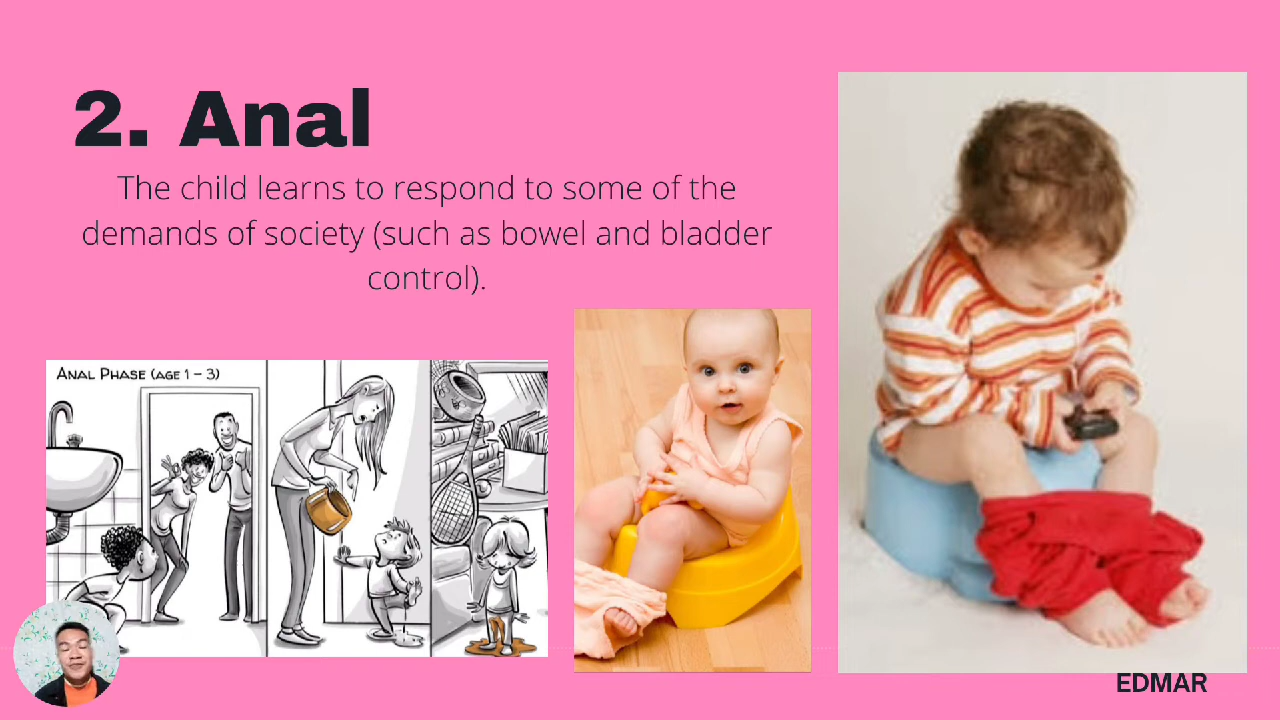 2. Anal
The child learns to respond to some of the
demands of society (such as bowel and bladder
control).
ANAL PHASE (AGE 1 – 3)
EDMAR